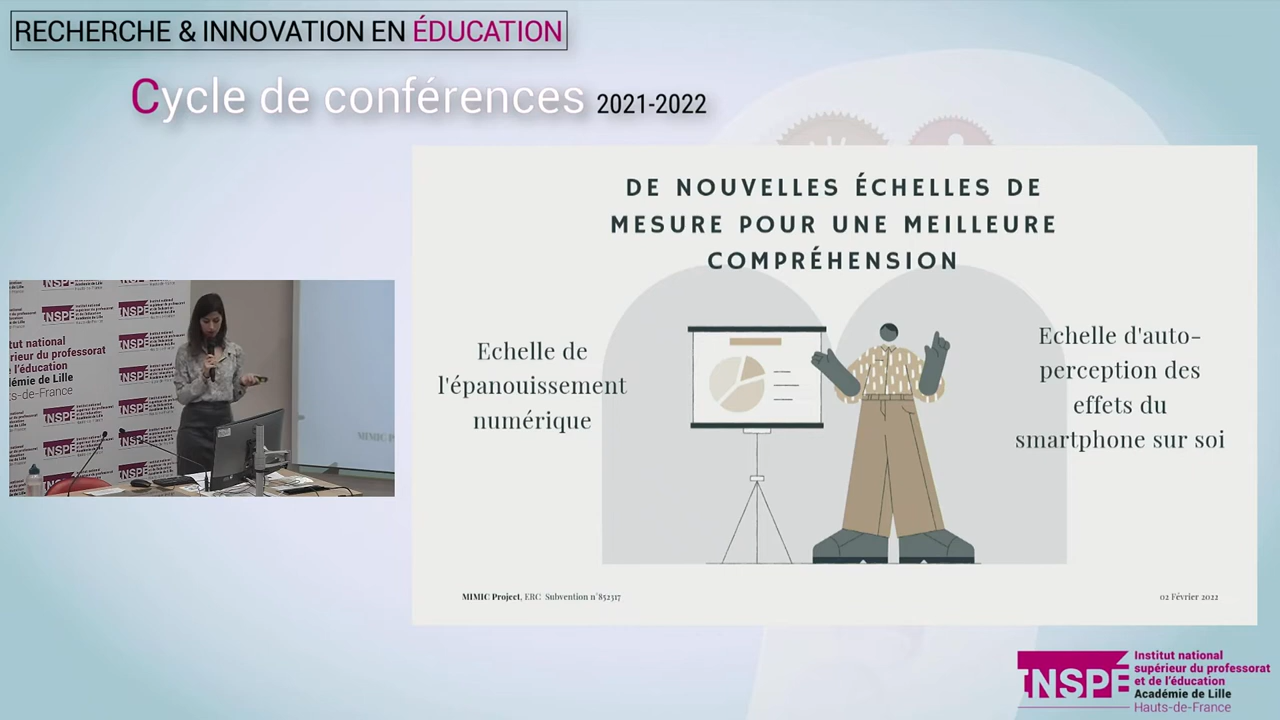 RECHERCHE & INNOVATION EN ÉDUCATION
Cycle de conférences 2021-2022
DE NOUVELLES ÉCHELLES DE
MESURE POUR UNE MEILLEURE
COMPRÉHENSION
Echelle de
l'épanouissement
numérique
Echelle d'auto-
perception des
effets du
smartphone sur soi
MIMIC Project, ERC Subvention n°852317
02 Février 2022
INSPE
Institut national
supérieur du professorat
et de l'éducation
Académie de Lille
Hauts-de-France